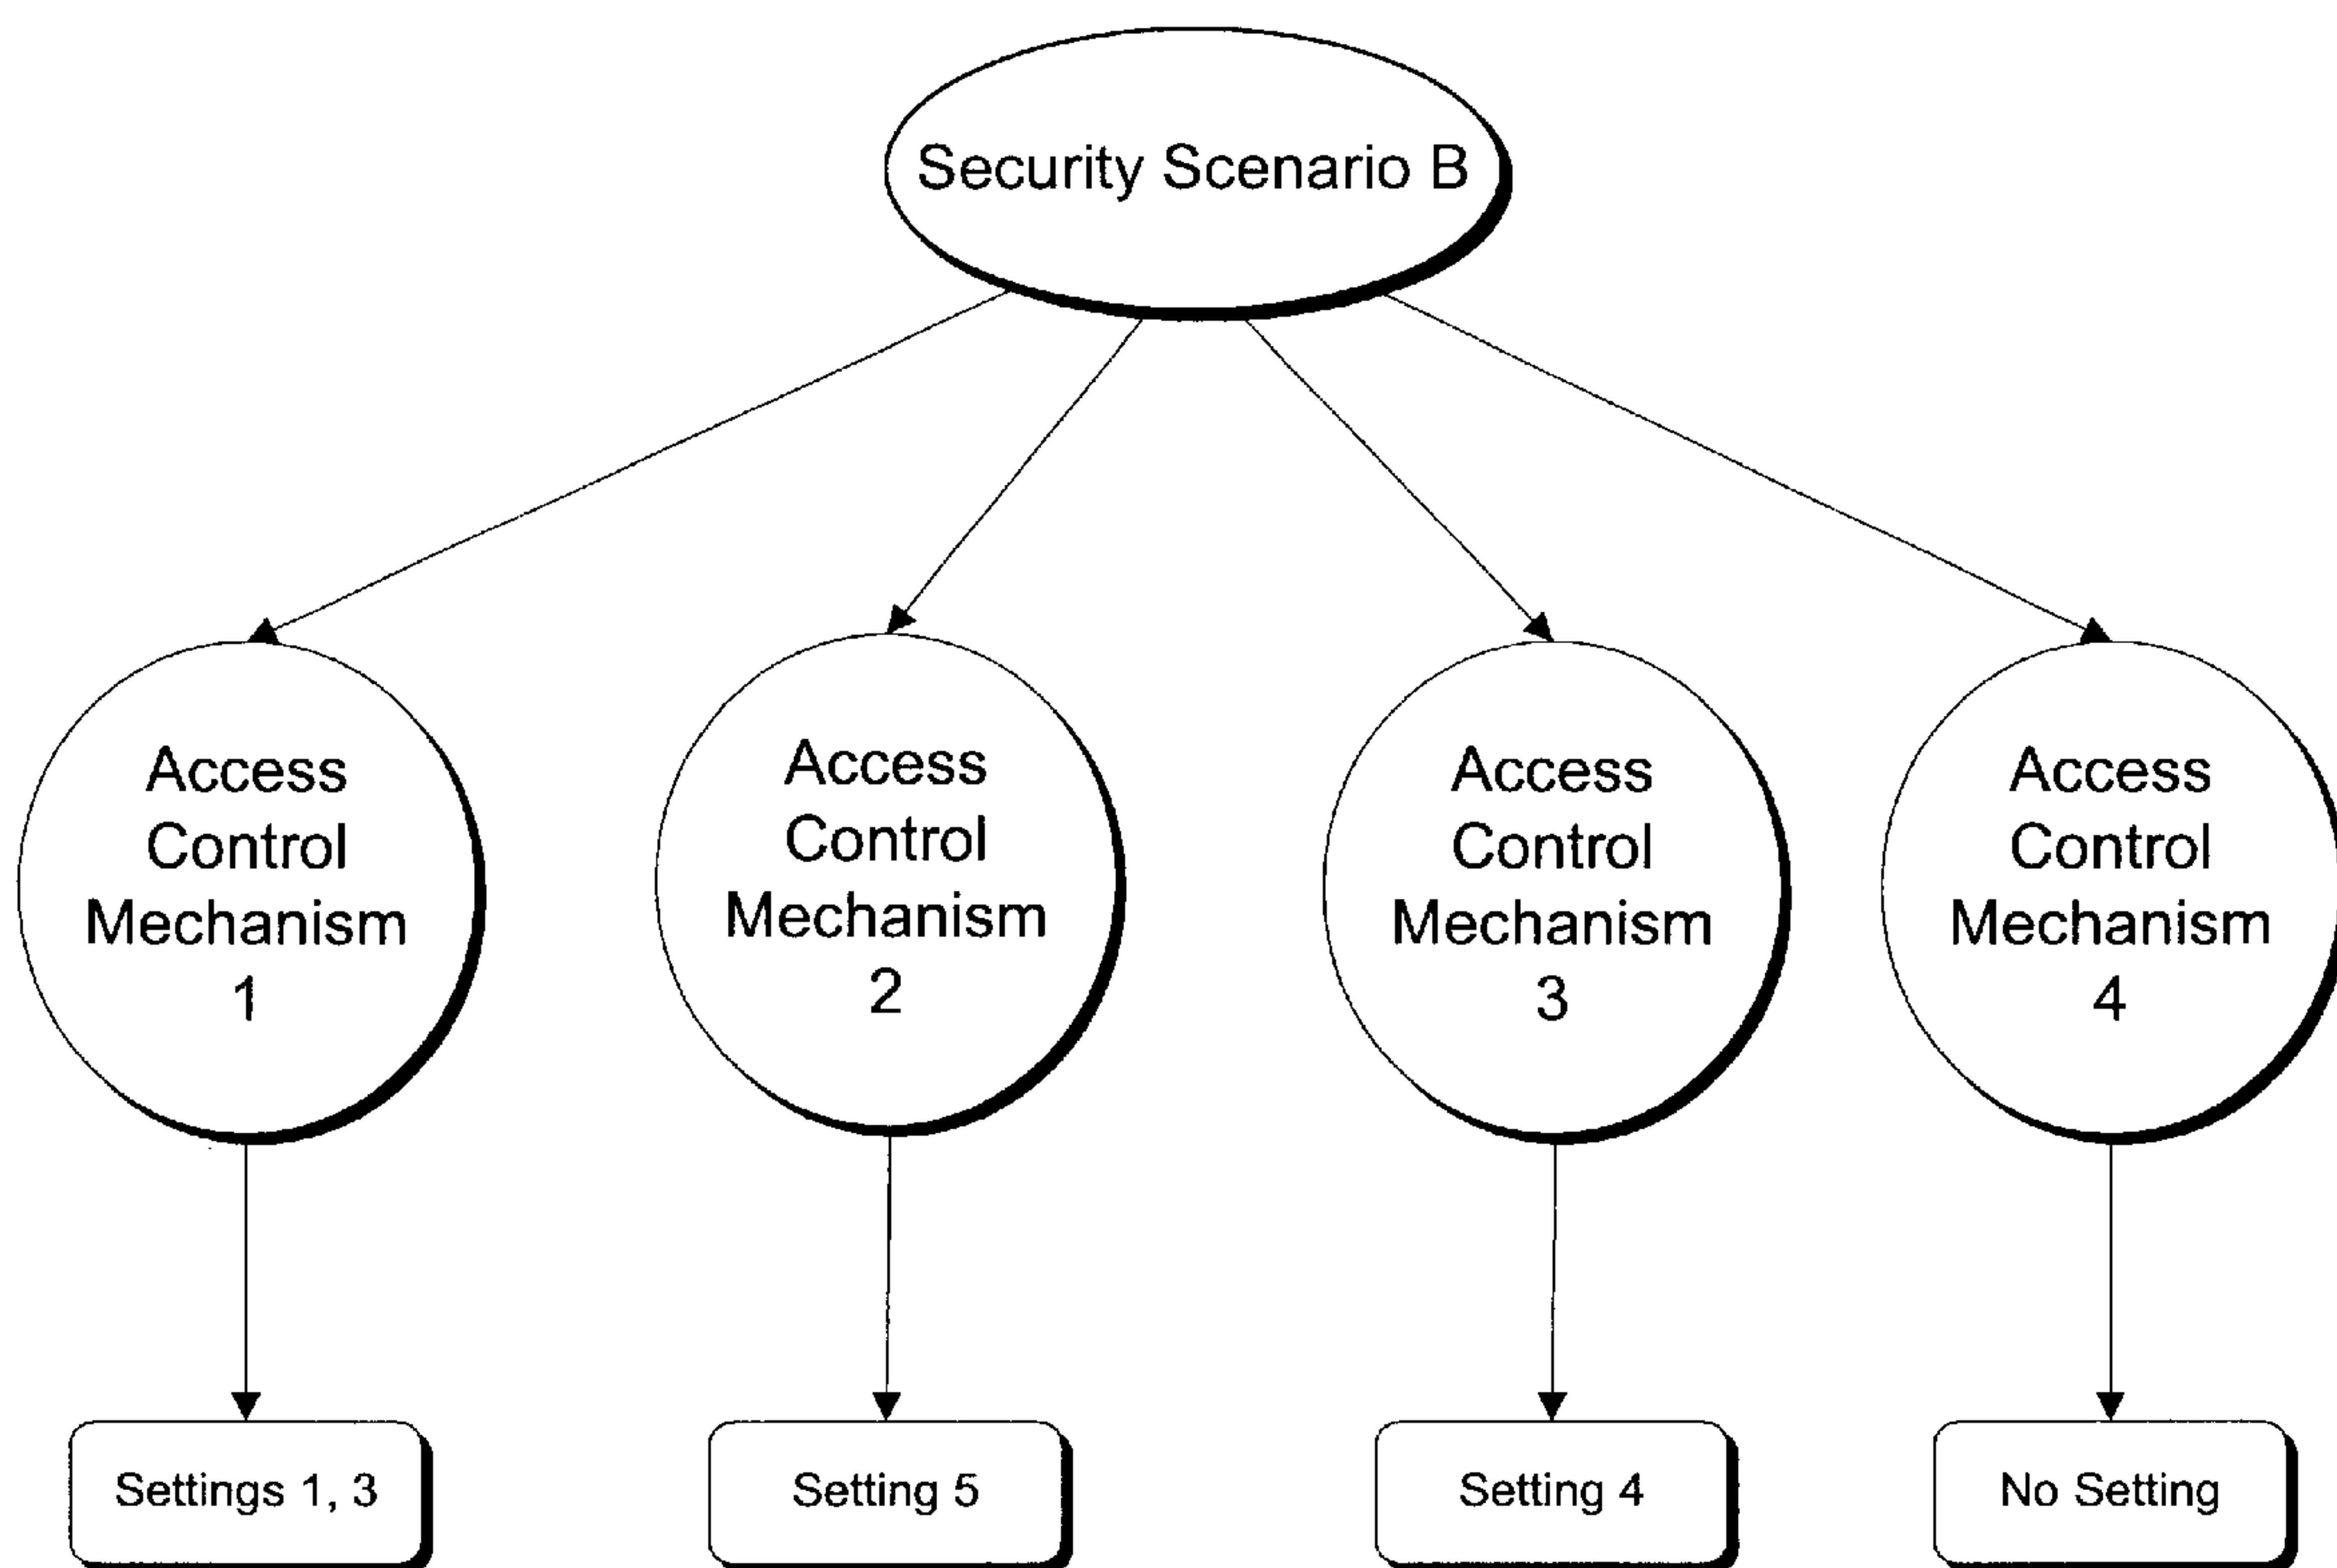 Security Scenario B
Access
Control
Mechanism
1
Access
Control
Mechanism
2
Access
Control
Mechanism
3
Access
Control
Mechanism
4
Settings 1, 3
Setting 5
Setting 4
No Setting